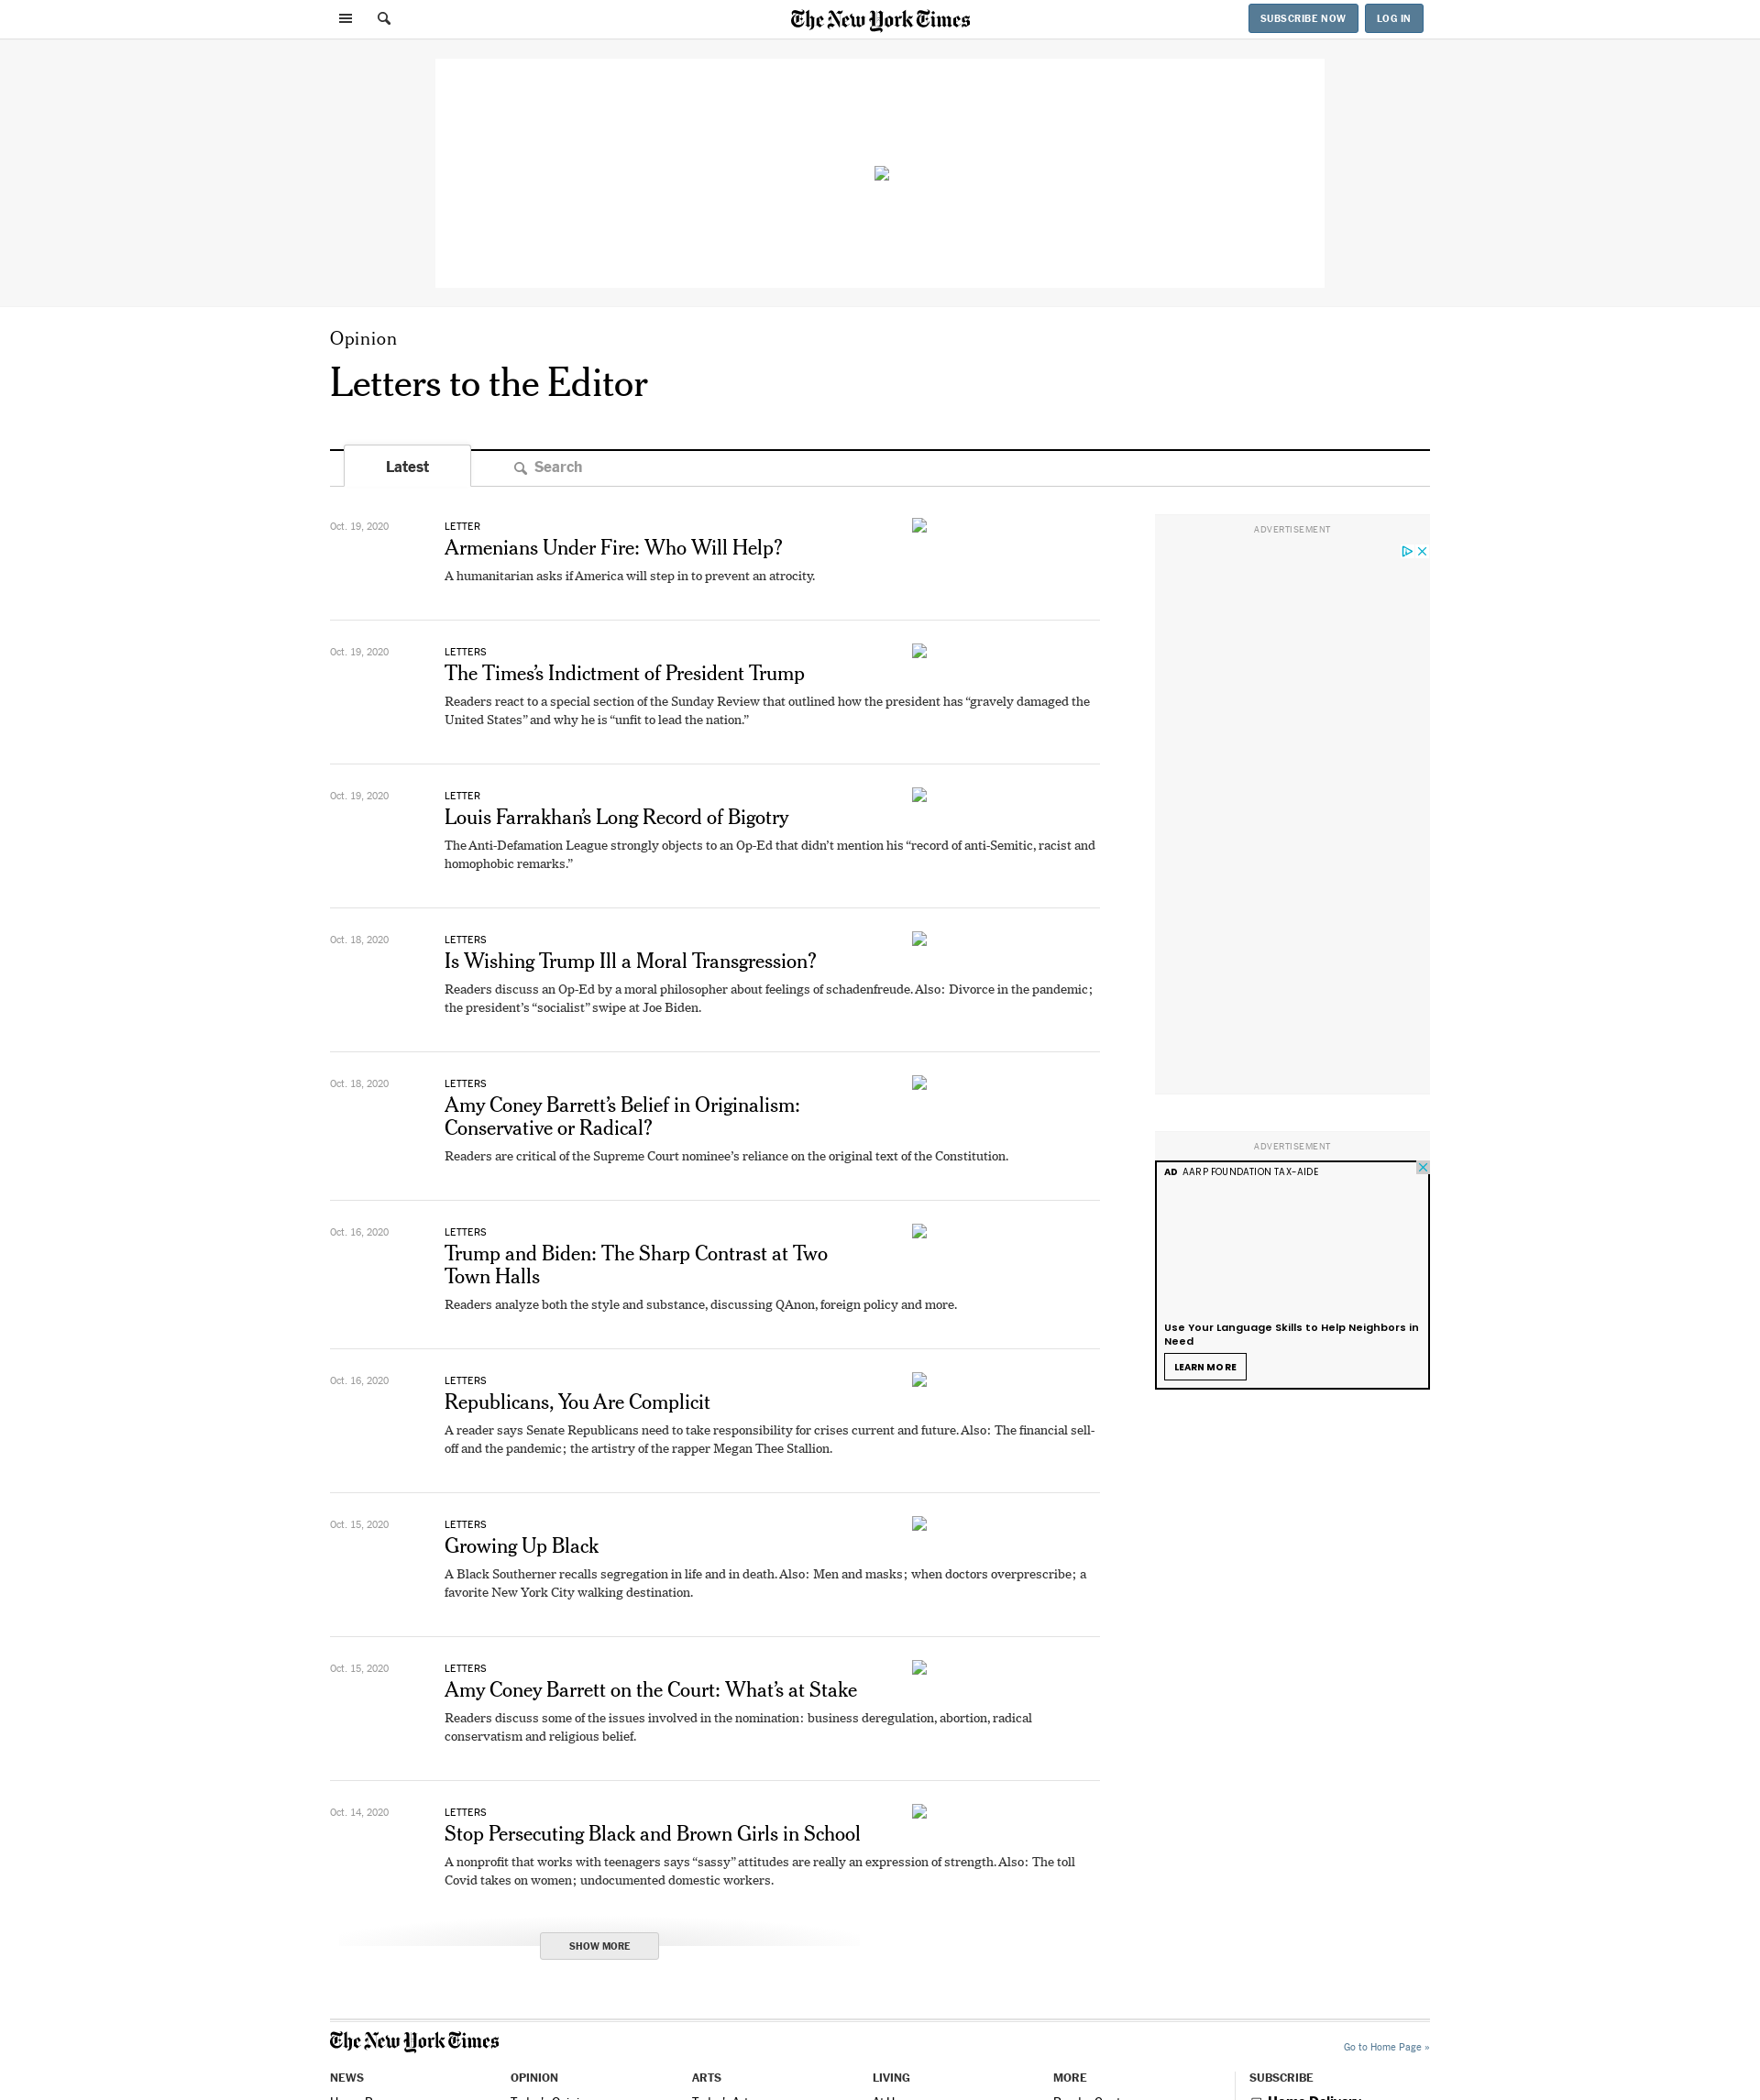 The New York Times
SUBSCRIBE NOW
LOG IN
Opinion
Letters to the Editor
Latest
Search
Oct. 19, 2020
LETTER
Armenians Under Fire: Who Will Help?
A humanitarian asks if America will step in to prevent an atrocity.
Oct. 19, 2020
LETTERS
The Times’s Indictment of President Trump
Readers react to a special section of the Sunday Review that outlined how the president has “gravely damaged the
United States” and why he is “unfit to lead the nation.”
Oct. 19, 2020
LETTER
Louis Farrakhan’s Long Record of Bigotry
The Anti-Defamation League strongly objects to an Op-Ed that didn’t mention his “record of anti-Semitic, racist and
homophobic remarks.”
Oct. 18, 2020
LETTERS
Is Wishing Trump Ill a Moral Transgression?
Readers discuss an Op-Ed by a moral philosopher about feelings of schadenfreude. Also: Divorce in the pandemic;
the president’s “socialist” swipe at Joe Biden.
Oct. 18, 2020
LETTERS
Amy Coney Barrett’s Belief in Originalism:
Conservative or Radical?
Readers are critical of the Supreme Court nominee’s reliance on the original text of the Constitution.
Oct. 16, 2020
LETTERS
Trump and Biden: The Sharp Contrast at Two
Town Halls
Readers analyze both the style and substance, discussing QAnon, foreign policy and more.
Oct. 16, 2020
LETTERS
Republicans, You Are Complicit
A reader says Senate Republicans need to take responsibility for crises current and future. Also: The financial sell-
off and the pandemic; the artistry of the rapper Megan Thee Stallion.
Oct. 15, 2020
LETTERS
Growing Up Black
A Black Southerner recalls segregation in life and in death. Also: Men and masks; when doctors overprescribe; a
favorite New York City walking destination.
Oct. 15, 2020
LETTERS
Amy Coney Barrett on the Court: What’s at Stake
Readers discuss some of the issues involved in the nomination: business deregulation, abortion, radical
conservatism and religious belief.
Oct. 14, 2020
LETTERS
Stop Persecuting Black and Brown Girls in School
A nonprofit that works with teenagers says “sassy” attitudes are really an expression of strength. Also: The toll
Covid takes on women; undocumented domestic workers.
SHOW MORE
ADVERTISEMENT
ADVERTISEMENT
AD AARP FOUNDATION TAX-AIDE
Use Your Language Skills to Help Neighbors in
Need
LEARN MORE
The New York Times
Go to Home Page »
NEWS
OPINION
ARTS
LIVING
MORE
SUBSCRIBE
Home Delivery